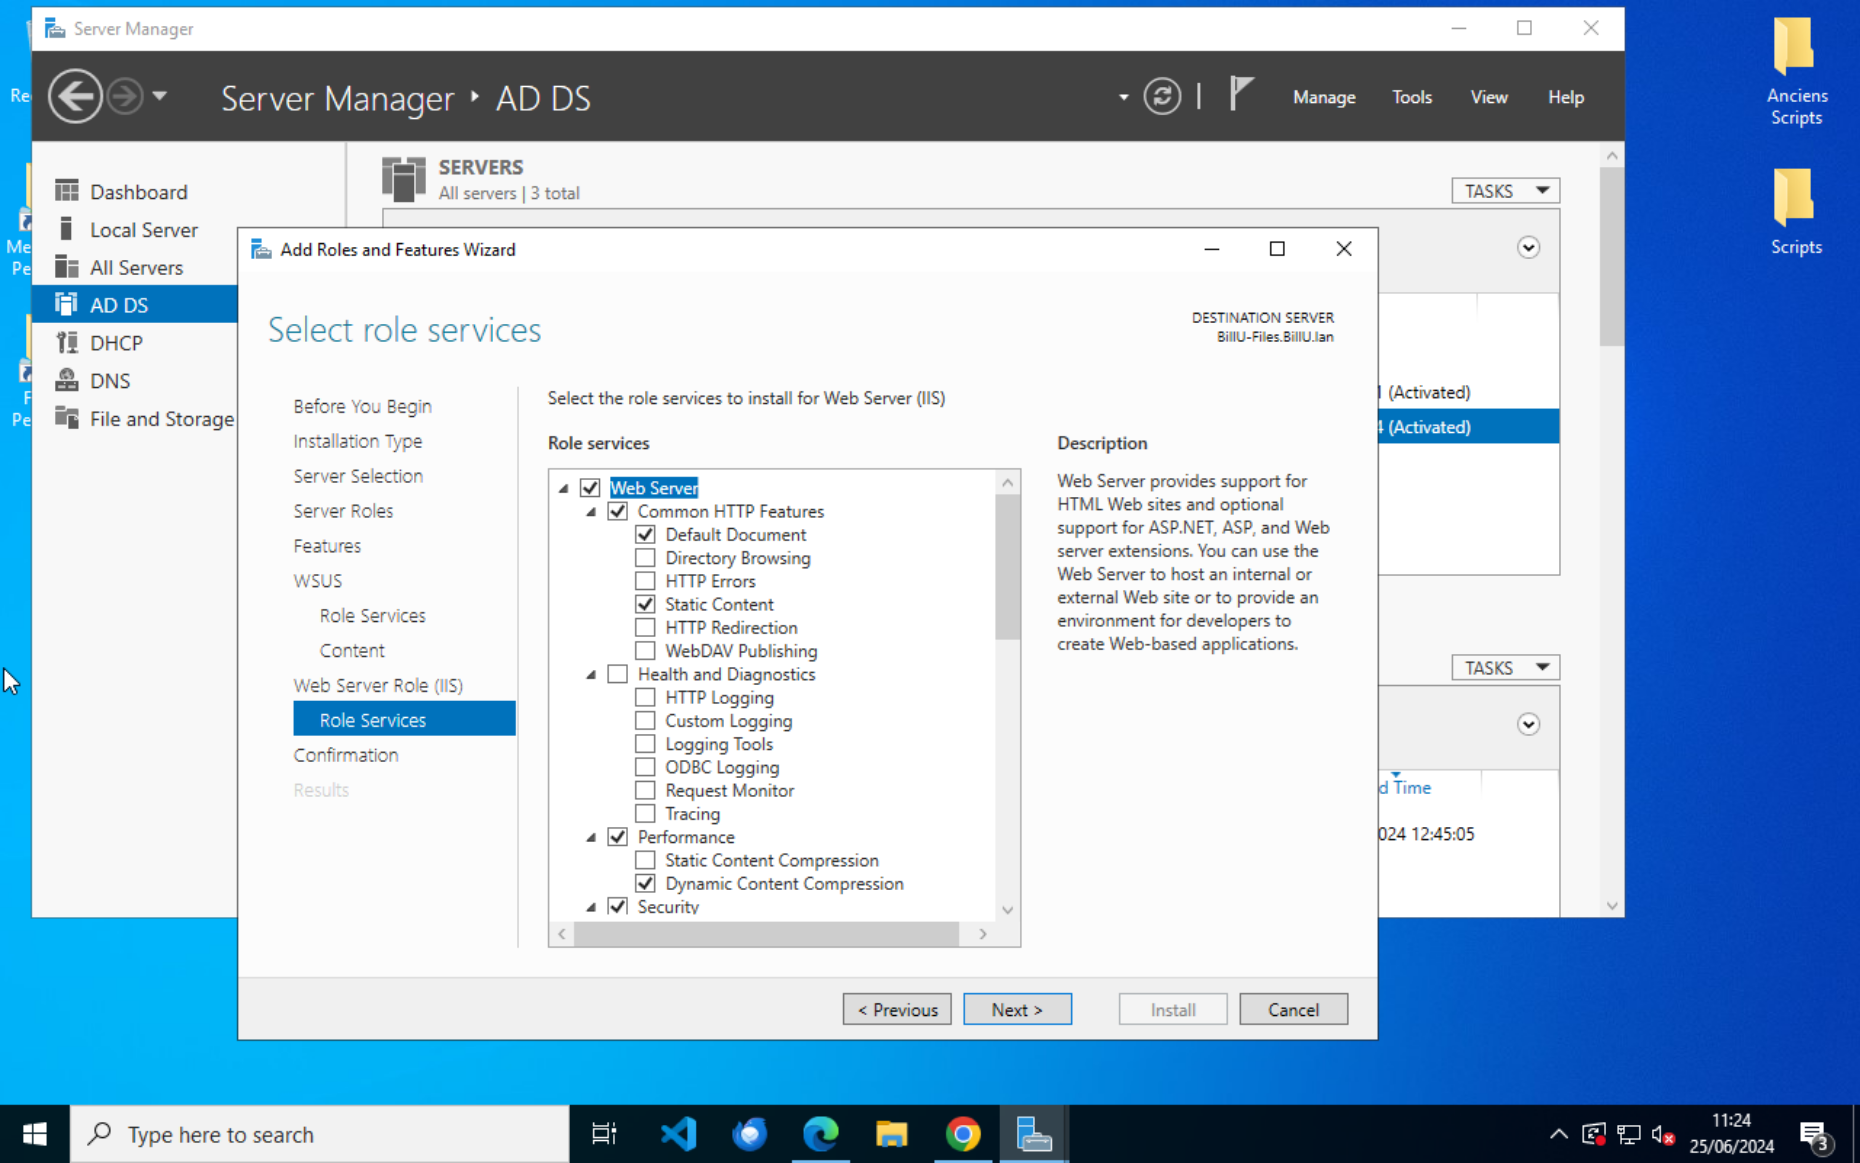 Server Manager
Server Manager ‣ AD DS
Manage
Tools
View
Help
Dashboard
Local Server
All Servers
AD DS
DHCP
DNS
File and Storage
SERVERS
All servers | 3 total
TASKS
(Activated)
(Activated)
TASKS
d Time
024 12:45:05
Add Roles and Features Wizard
Select role services
DESTINATION SERVER
BillU-Files.BillU.lan
Before You Begin
Installation Type
Server Selection
Server Roles
Features
WSUS
Role Services
Content
Web Server Role (IIS)
Role Services
Confirmation
Results
Select the role services to install for Web Server (IIS)
Role services
Web Server
Common HTTP Features
Default Document
Directory Browsing
HTTP Errors
Static Content
HTTP Redirection
WebDAV Publishing
Health and Diagnostics
HTTP Logging
Custom Logging
Logging Tools
ODBC Logging
Request Monitor
Tracing
Performance
Static Content Compression
Dynamic Content Compression
Security
Description
Web Server provides support for
HTML Web sites and optional
support for ASP.NET, ASP, and Web
server extensions. You can use the
Web Server to host an internal or
external Web site or to provide an
environment for developers to
create Web-based applications.
< Previous
Next >
Install
Cancel
Re
Me
Pe
F
Pe
Anciens
Scripts
Scripts
Type here to search
11:24
25/06/2024
3